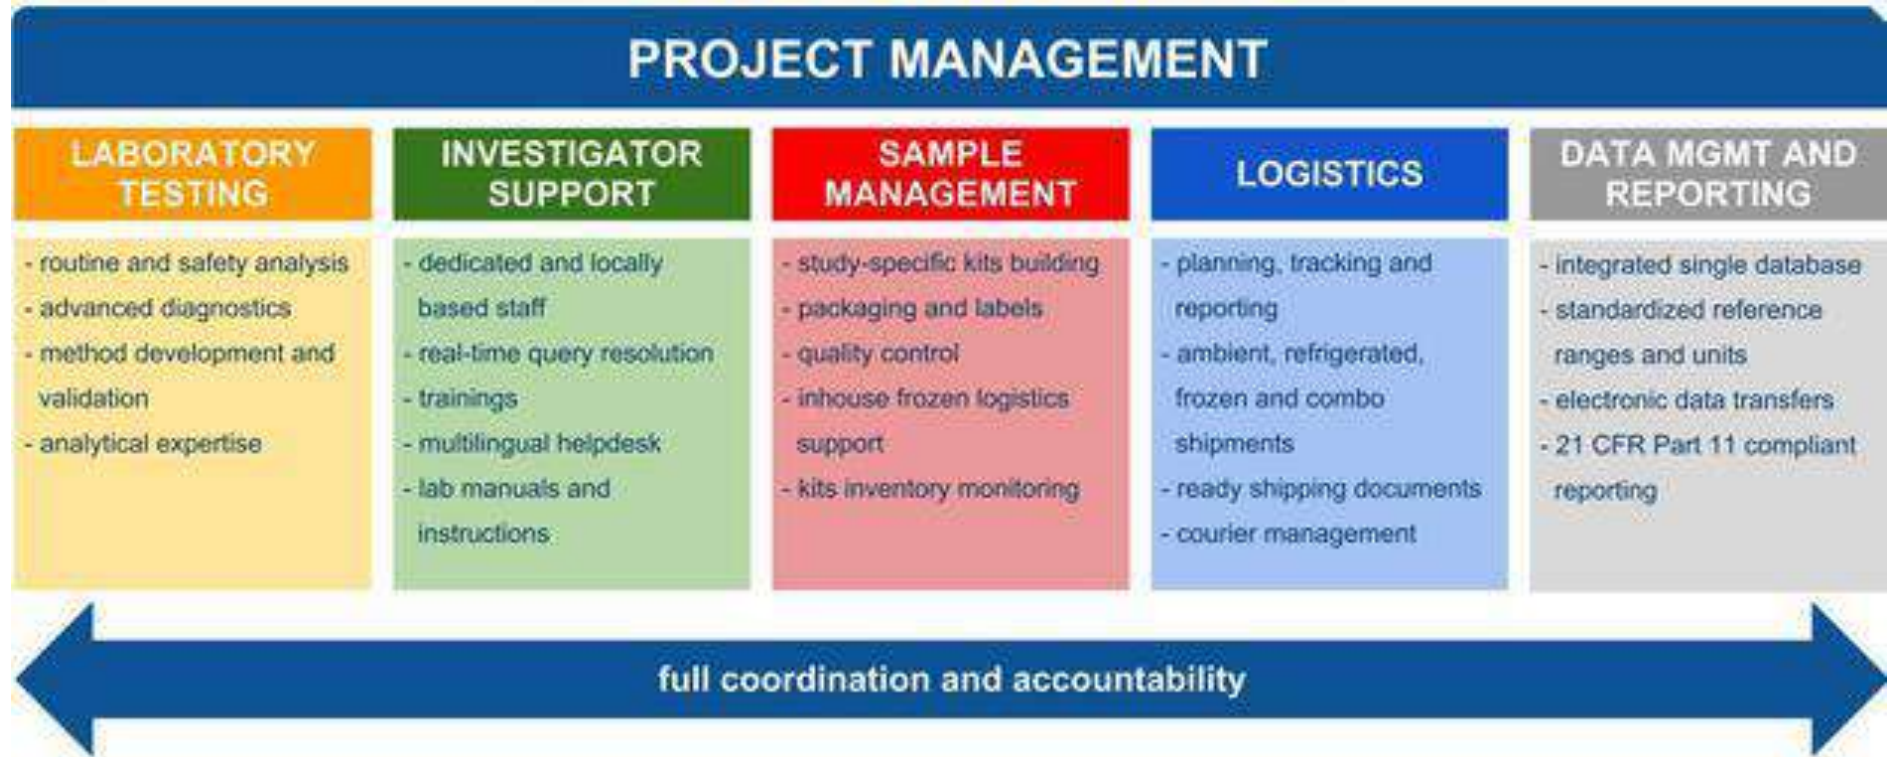 PROJECT MANAGEMENT
LABORATORY
TESTING
- routine and safety analysis
- advanced diagnostics
- method development and
validation
- analytical expertise
INVESTIGATOR
SUPPORT
- dedicated and locally
based staff
- real-time query resolution
- trainings
- multilingual helpdesk
- lab manuals and
instructions
SAMPLE
MANAGEMENT
- study-specific kits building
- packaging and labels
- quality control
- inhouse frozen logistics
support
- kits inventory monitoring
LOGISTICS
- planning, tracking and
reporting
- ambient, refrigerated,
frozen and combo
shipments
- ready shipping documents
- courier management
DATA MGMT AND
REPORTING
- integrated single database
- standardized reference
ranges and units
- electronic data transfers
- 21 CFR Part 11 compliant
reporting
full coordination and accountability